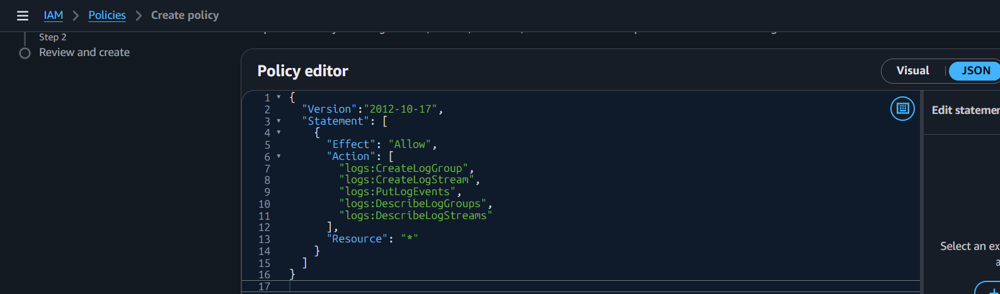 IAM > Policies > Create policy
Step 2
Review and create
Policy editor
Visual
JSON
1 {
2 "Version":"2012-10-17",
3 "Statement": [
4 {
5 "Effect": "Allow",
6 "Action": [
7 "logs:CreateLogGroup",
8 "logs:CreateLogStream",
9 "logs:PutLogEvents",
10 "logs:DescribeLogGroups",
11 "logs:DescribeLogStreams"
12 ],
13 "Resource": "*"
14 }
15 ]
16 }
17
Edit
Select an